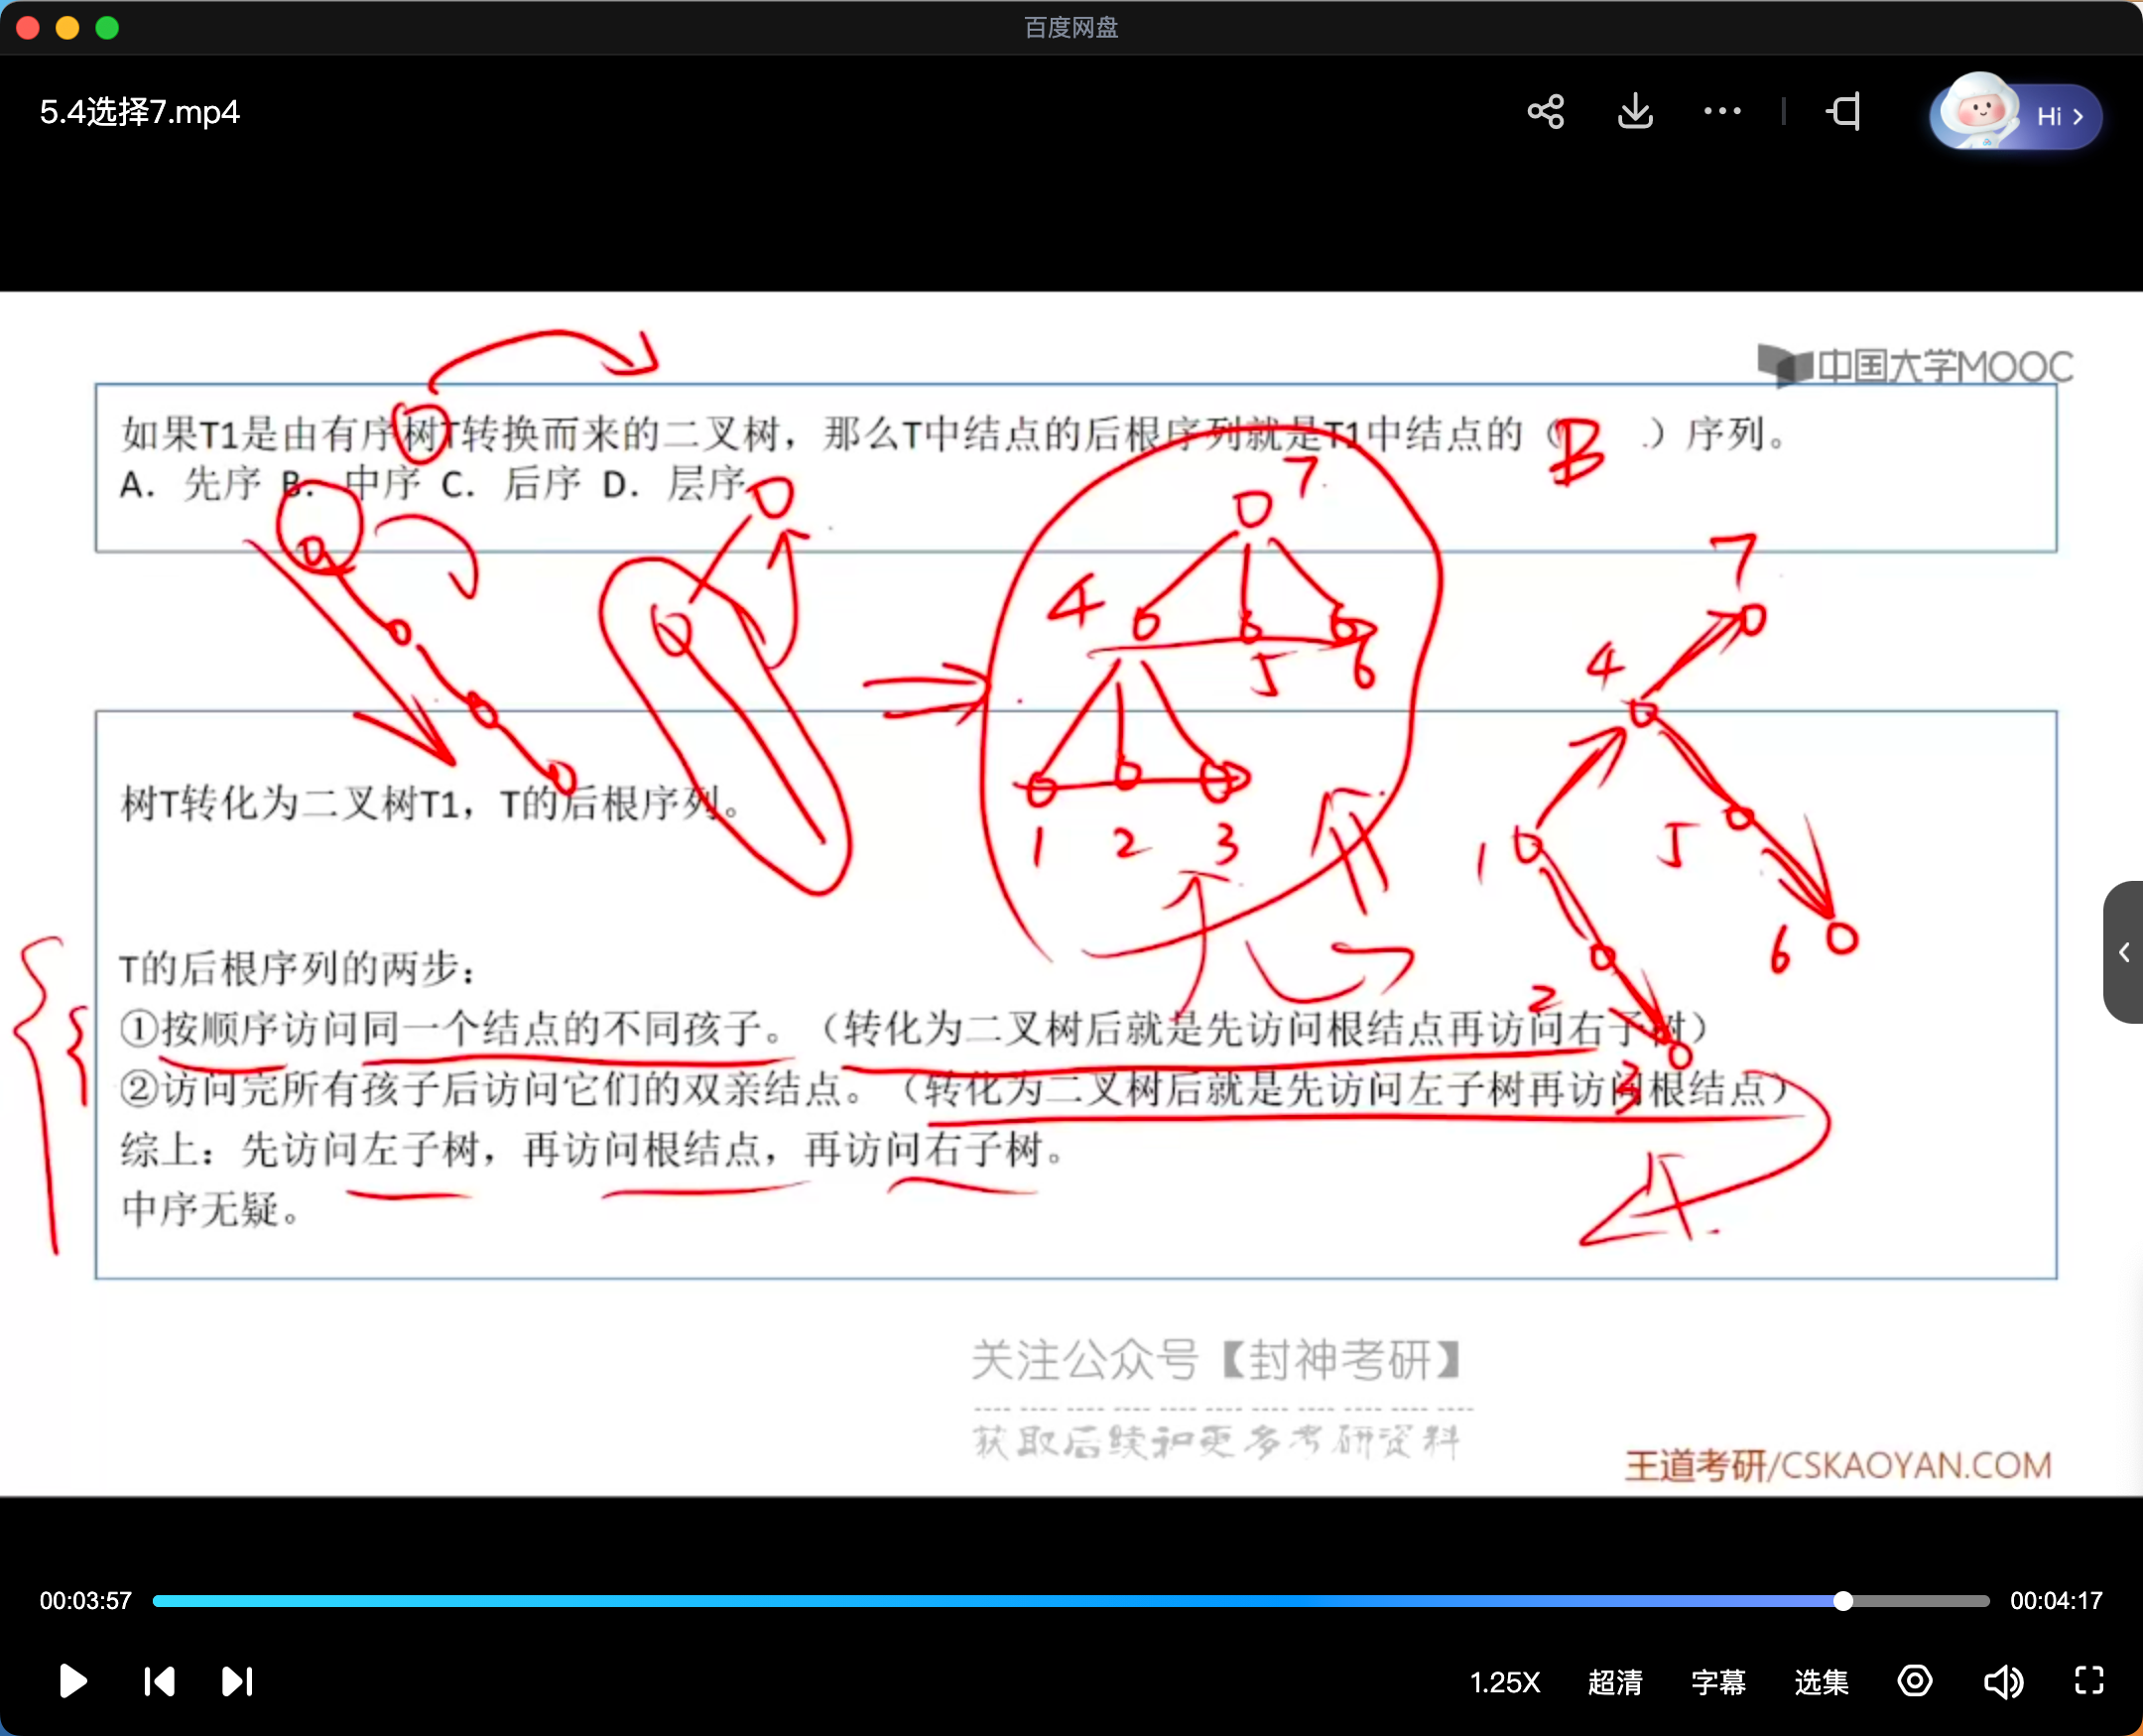 百度网盘
5.4选择7.mp4
Hi
中国大学MOOC
如果T1是由有序树T转换而来的二叉树，那么T中结点的后根序列就是T1中结点的（B .）序列。
A. 先序 B. 中序 C. 后序 D. 层序
7
4
5
6
1 2 3
7
4
1
5
6
2
3
树T转化为二叉树T1，T的后根序列。
T的后根序列的两步：
①按顺序访问同一个结点的不同孩子。（转化为二叉树后就是先访问根结点再访问右子树）
②访问完所有孩子后访问它们的双亲结点。（转化为二叉树后就是先访问左子树再访问根结点）
综上：先访问左子树，再访问根结点，再访问右子树。
中序无疑。
关注公众号【封神考研】
获取后续和更多考研资料
王道考研/CSKAOYAN.COM
00:03:57
00:04:17
1.25X 超清 字幕 选集